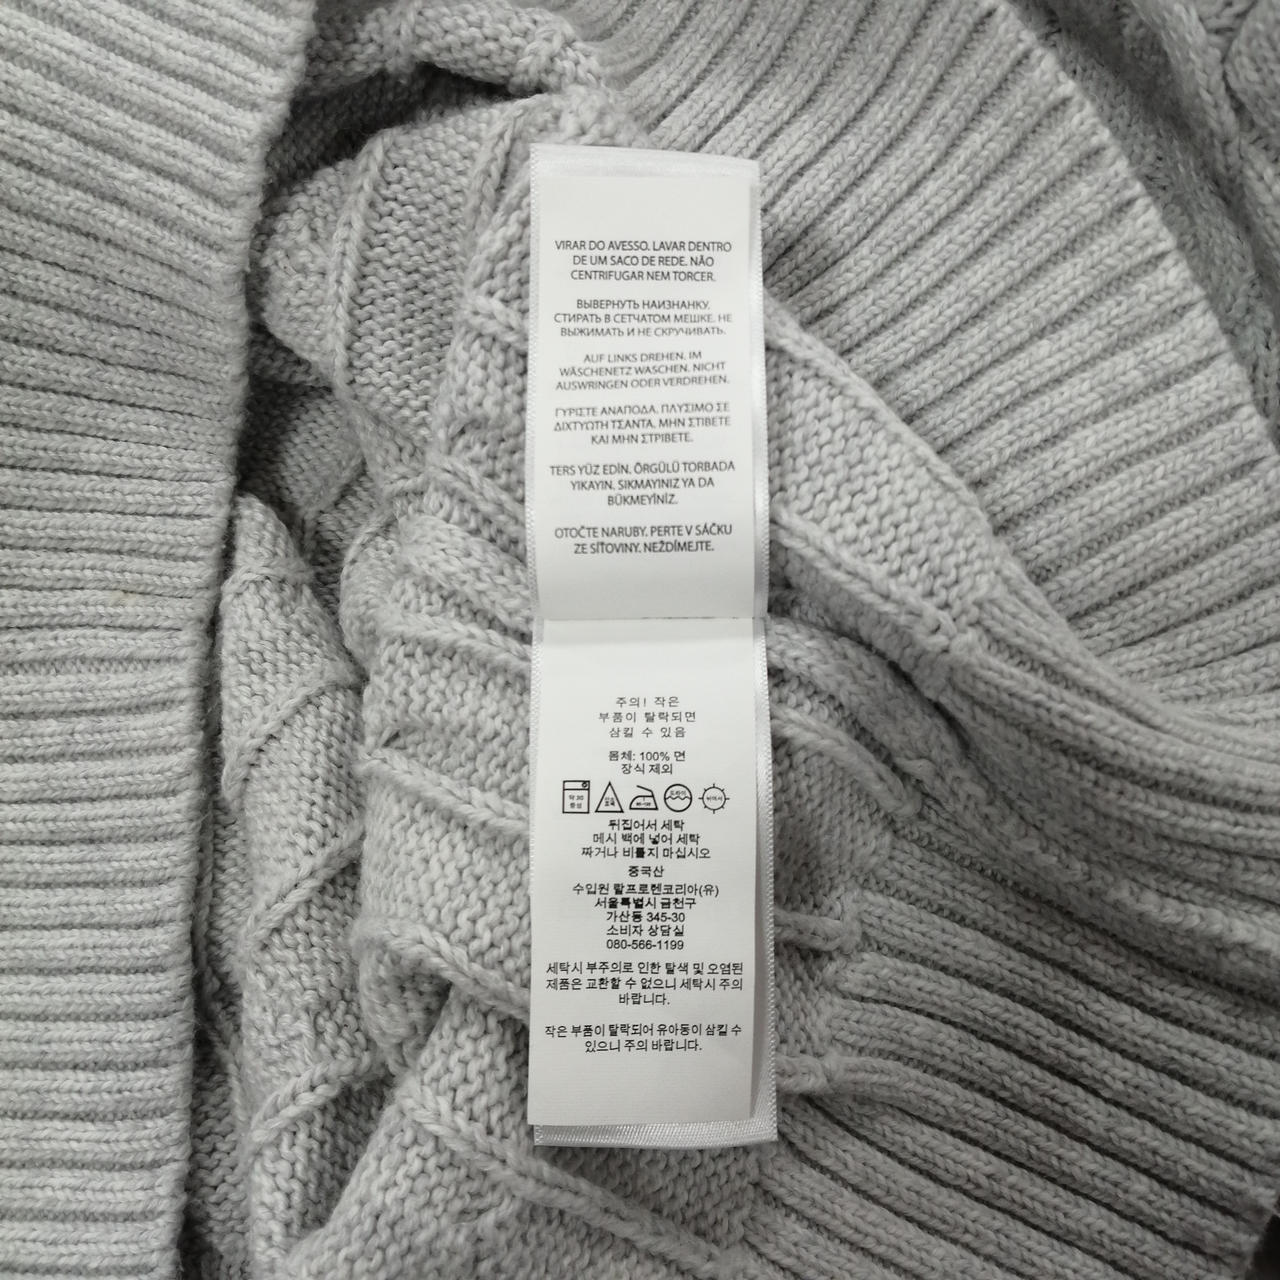 VIRAR DO AVESSO. LAVAR DENTRO
DE UM SACO DE REDE. NÃO
CENTRIFUGAR NEM TORCER.
ВЫВЕРНУТЬ НАИЗНАНКУ.
СТИРАТЬ В СЕТЧАТОМ МЕШКЕ. НЕ
ВЫЖИМАТЬ И НЕ СКРУЧИВАТЬ.
AUF LINKS DREHEN. IM
WÄSCHENETZ WASCHEN. NICHT
AUSWRINGEN ODER VERDREHEN.
ΓΥΡΙΣΤΕ ΑΝΑΠΟΔΑ. ΠΛΥΣΙΜΟ ΣΕ
ΔΙΧΤΥΩΤΗ ΤΣΑΝΤΑ. ΜΗΝ ΣΤΙΒΕΤΕ
ΚΑΙ ΜΗΝ ΣΤΡΙΒΕΤΕ.
TERS YÜZ EDİN. ÖRGÜLÜ TORBADA
YIKAYIN. SIKMAYINIZ YA DA
BÜKMEYİNİZ.
OTOČTE NARUBY. PERTE V SÁČKU
ZE SÍŤOVINY. NEŽDÍMEJTE.
주의! 작은
부품이 탈락되면
삼킬 수 있음
몸체: 100% 면
장식 제외
약 30
중성
뒤집어서 세탁
메시 백에 넣어 세탁
짜거나 비틀지 마십시오
중국산
수입원 랄프로렌코리아(유)
서울특별시 금천구
가산동 345-30
소비자 상담실
080-566-1199
세탁시 부주의로 인한 탈색 및 오염된
제품은 교환할 수 없으니 세탁시 주의
바랍니다.
작은 부품이 탈락되어 유아동이 삼킬 수
있으니 주의 바랍니다.